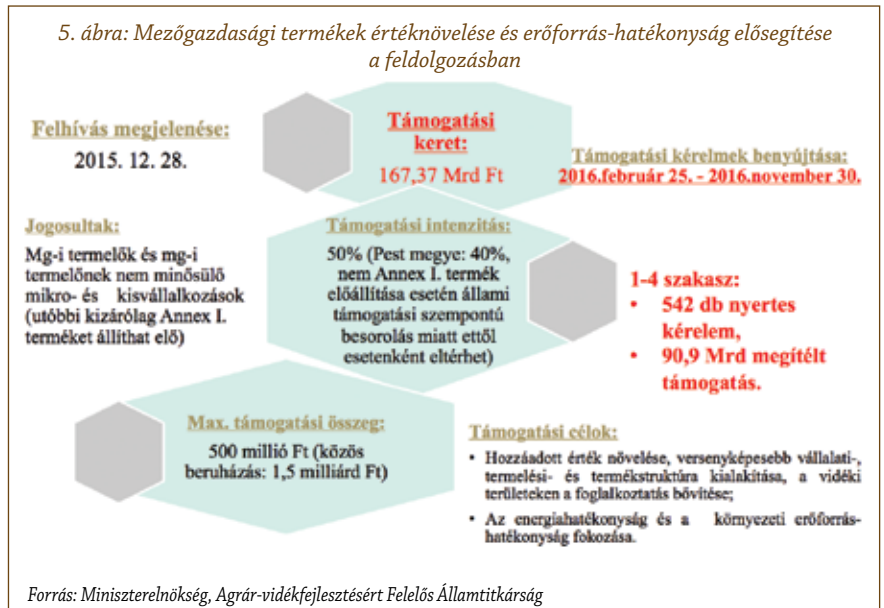 5. ábra: Mezőgazdasági termékek értéknövelése és erőforrás-hatékonyság elősegítése
a feldolgozásban
Felhívás megjelenése:
2015. 12. 28.
Támogatási
keret:
167,37 Mrd Ft
Támogatási kérelmek benyújtása:
2016.február 25. - 2016.november 30.
Jogosultak:
Mg-i termelők és mg-i
termelőnek nem minősülő
mikro- és kisvállalkozások
(utóbbi kizárólag Annex I.
terméket állíthat elő)
Támogatási intenzitás:
50% (Pest megye: 40%,
nem Annex I. termék
előállítása esetén állami
támogatási szempontú
besorolás miatt ettől
esetenként eltérhet)
1-4 szakasz:
• 542 db nyertes
kérelem,
• 90,9 Mrd megítélt
támogatás.
Max. támogatási összeg:
500 millió Ft (közös
beruházás: 1,5 milliárd Ft)
Támogatási célok:
• Hozzáadott érték növelése, versenyképesebb vállalati-,
termelési- és termékstruktúra kialakítása, a vidéki
területeken a foglalkoztatás bővítése;
• Az energiahatékonyság és a környezeti erőforrás-
hatékonyság fokozása.
Forrás: Miniszterelnökség, Agrár-vidékfejlesztésért Felelős Államtitkárság